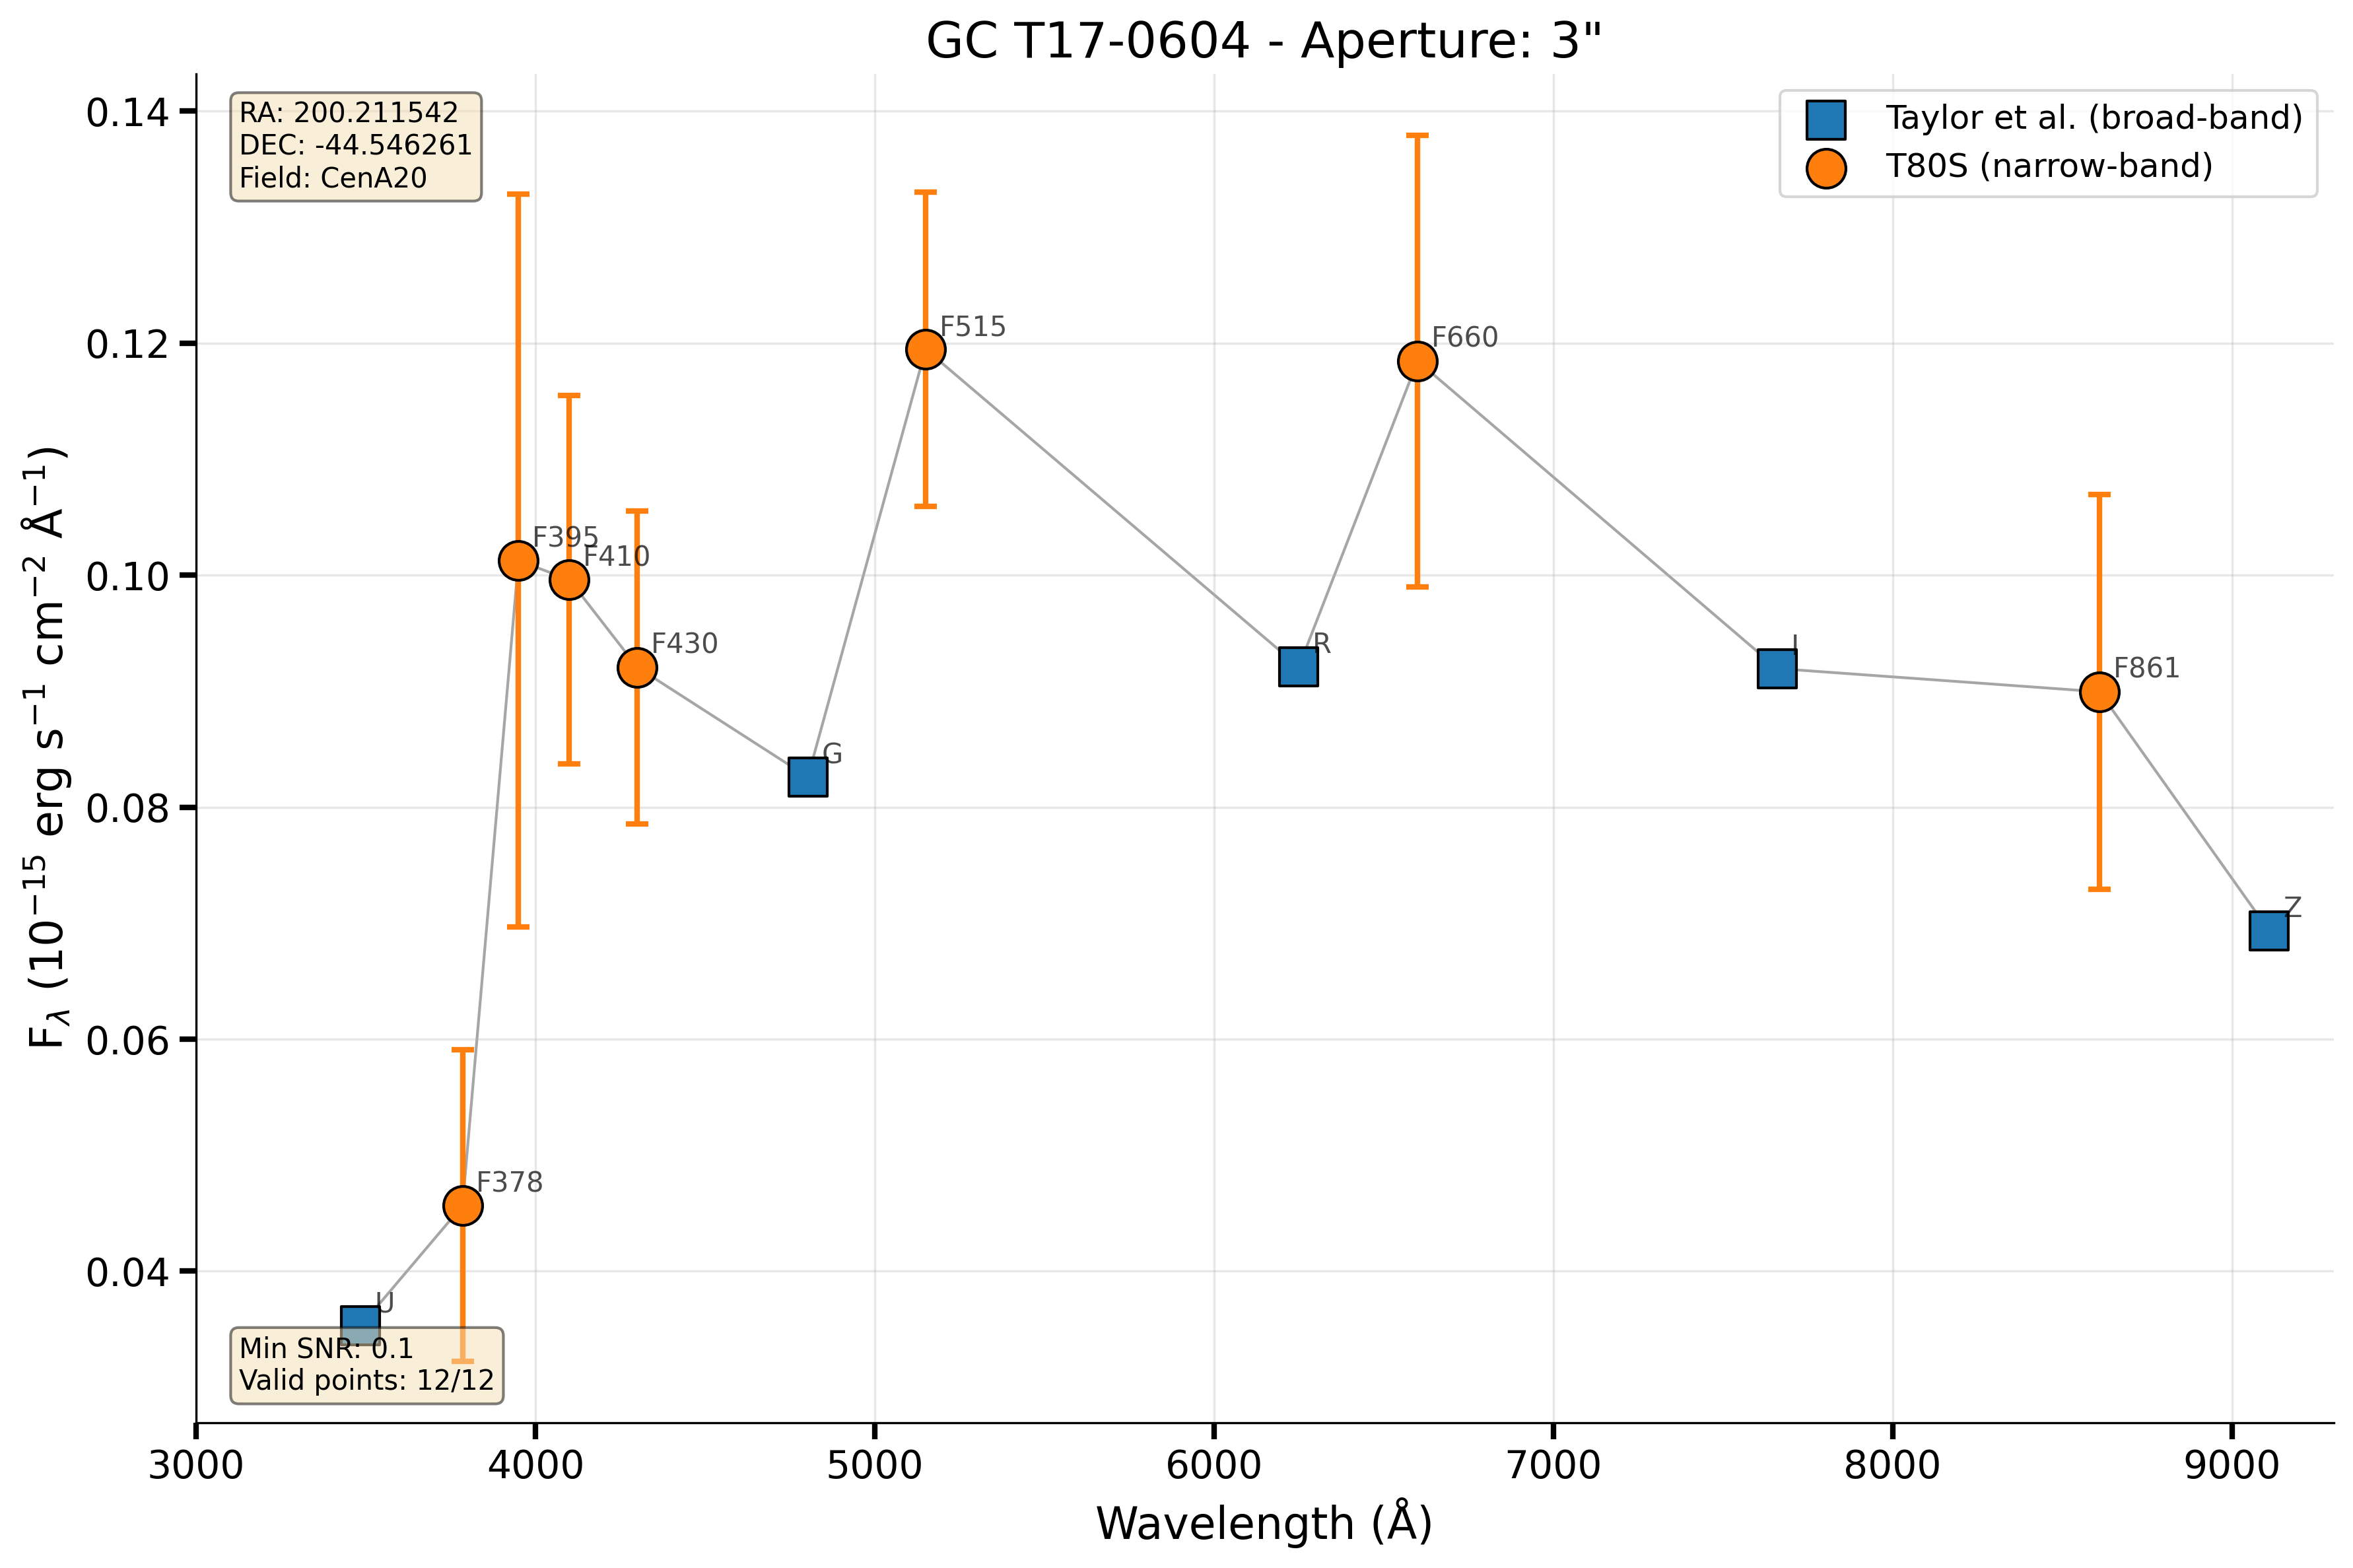 GC T17-0604 - Aperture: 3"
RA: 200.211542
DEC: -44.546261
Field: CenA20
Taylor et al. (broad-band)
T80S (narrow-band)
0.14
0.12
0.10
0.08
0.06
0.04
F515
F660
F395
F410
F430
R
I
F861
G
Z
F378
U
Min SNR: 0.1
Valid points: 12/12
3000 4000 5000 6000 7000 8000 9000
Wavelength (Å)
F_λ (10⁻¹⁵ erg s⁻¹ cm⁻² Å⁻¹)